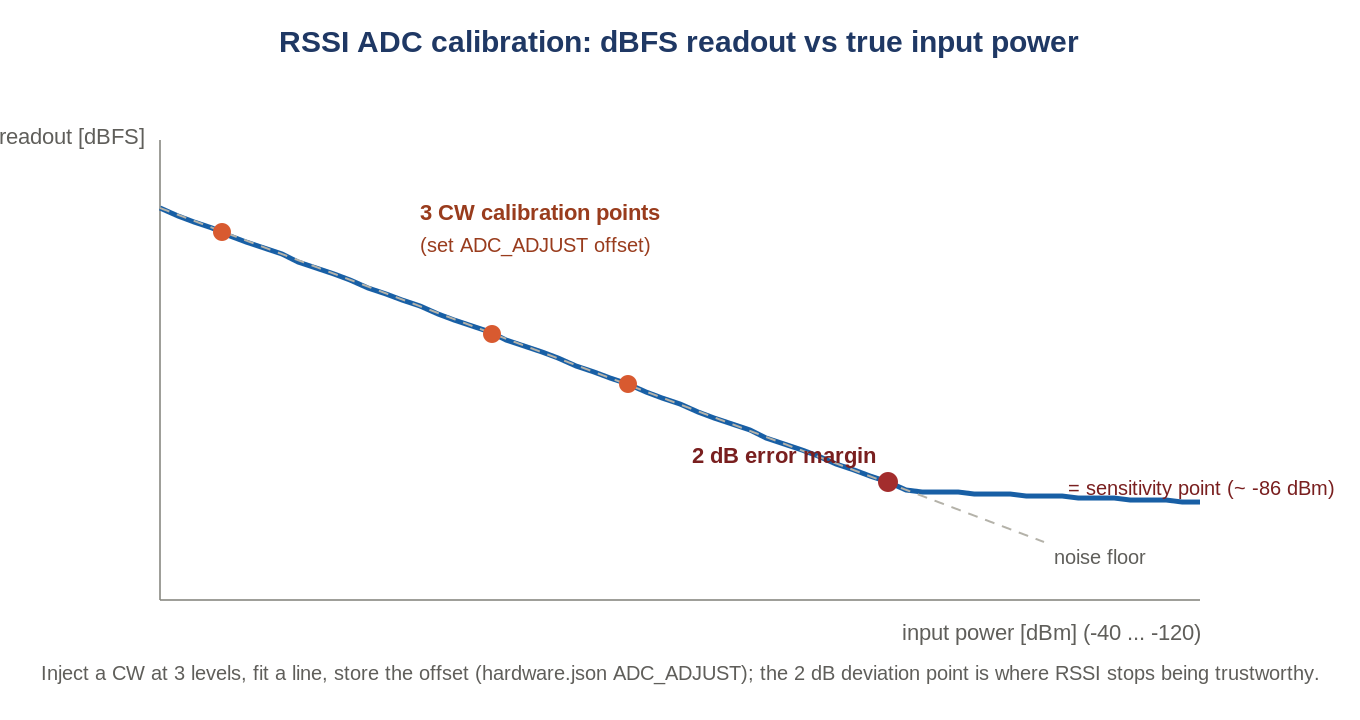 RSSI ADC calibration: dBFS readout vs true input power
readout [dBFS]
3 CW calibration points
(set ADC_ADJUST offset)
2 dB error margin
= sensitivity point (~ -86 dBm)
noise floor
input power [dBm] (-40 ... -120)
Inject a CW at 3 levels, fit a line, store the offset (hardware.json ADC_ADJUST); the 2 dB deviation point is where RSSI stops being trustworthy.